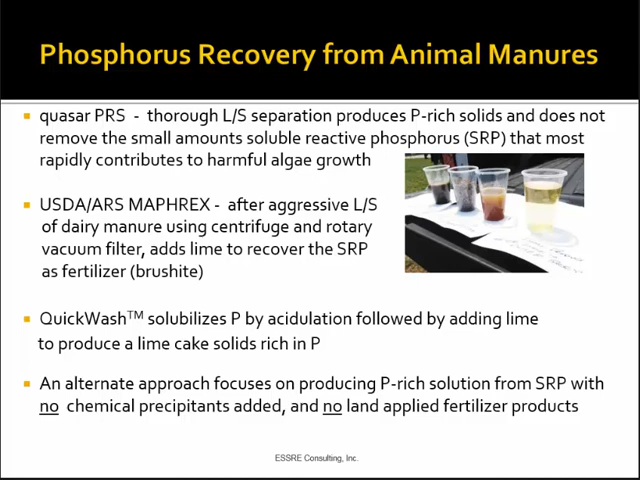 Phosphorus Recovery from Animal Manures
quasar PRS - thorough L/S separation produces P-rich solids and does not
remove the small amounts soluble reactive phosphorus (SRP) that most
rapidly contributes to harmful algae growth
USDA/ARS MAPHREX - after aggressive L/S
of dairy manure using centrifuge and rotary
vacuum filter, adds lime to recover the SRP
as fertilizer (brushite)
QuickWash™ solubilizes P by acidulation followed by adding lime
to produce a lime cake solids rich in P
An alternate approach focuses on producing P-rich solution from SRP with
no chemical precipitants added, and no land applied fertilizer products
ESSRE Consulting, Inc.